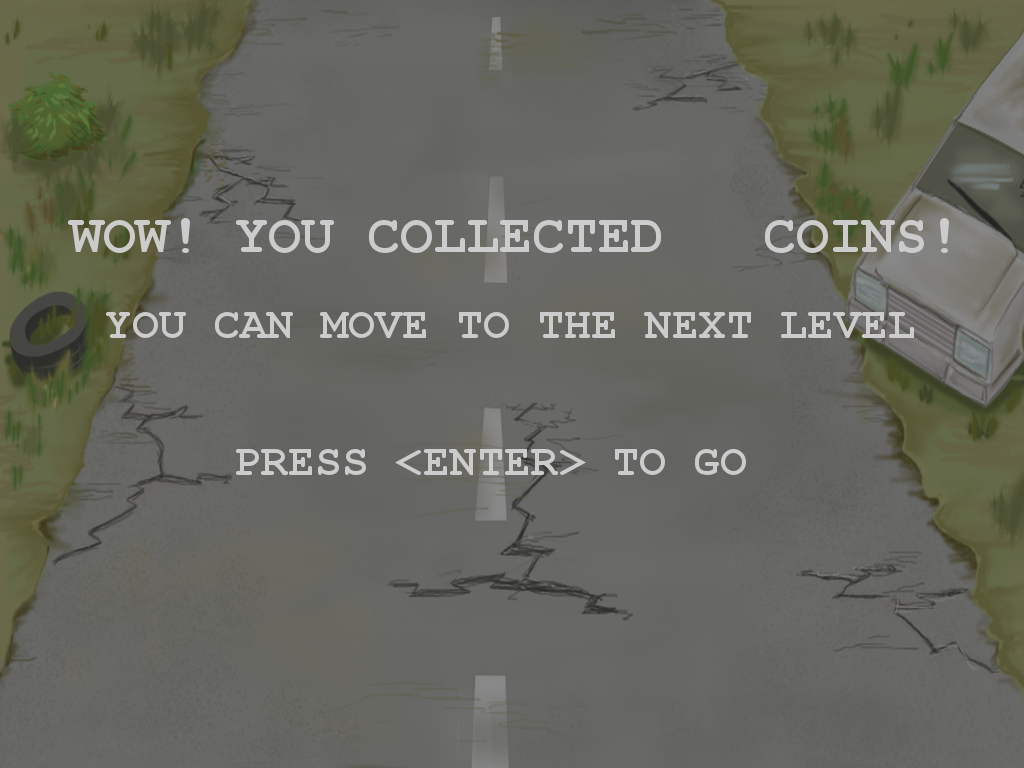 WOW! YOU COLLECTED    COINS!
YOU CAN MOVE TO THE NEXT LEVEL
PRESS <ENTER> TO GO